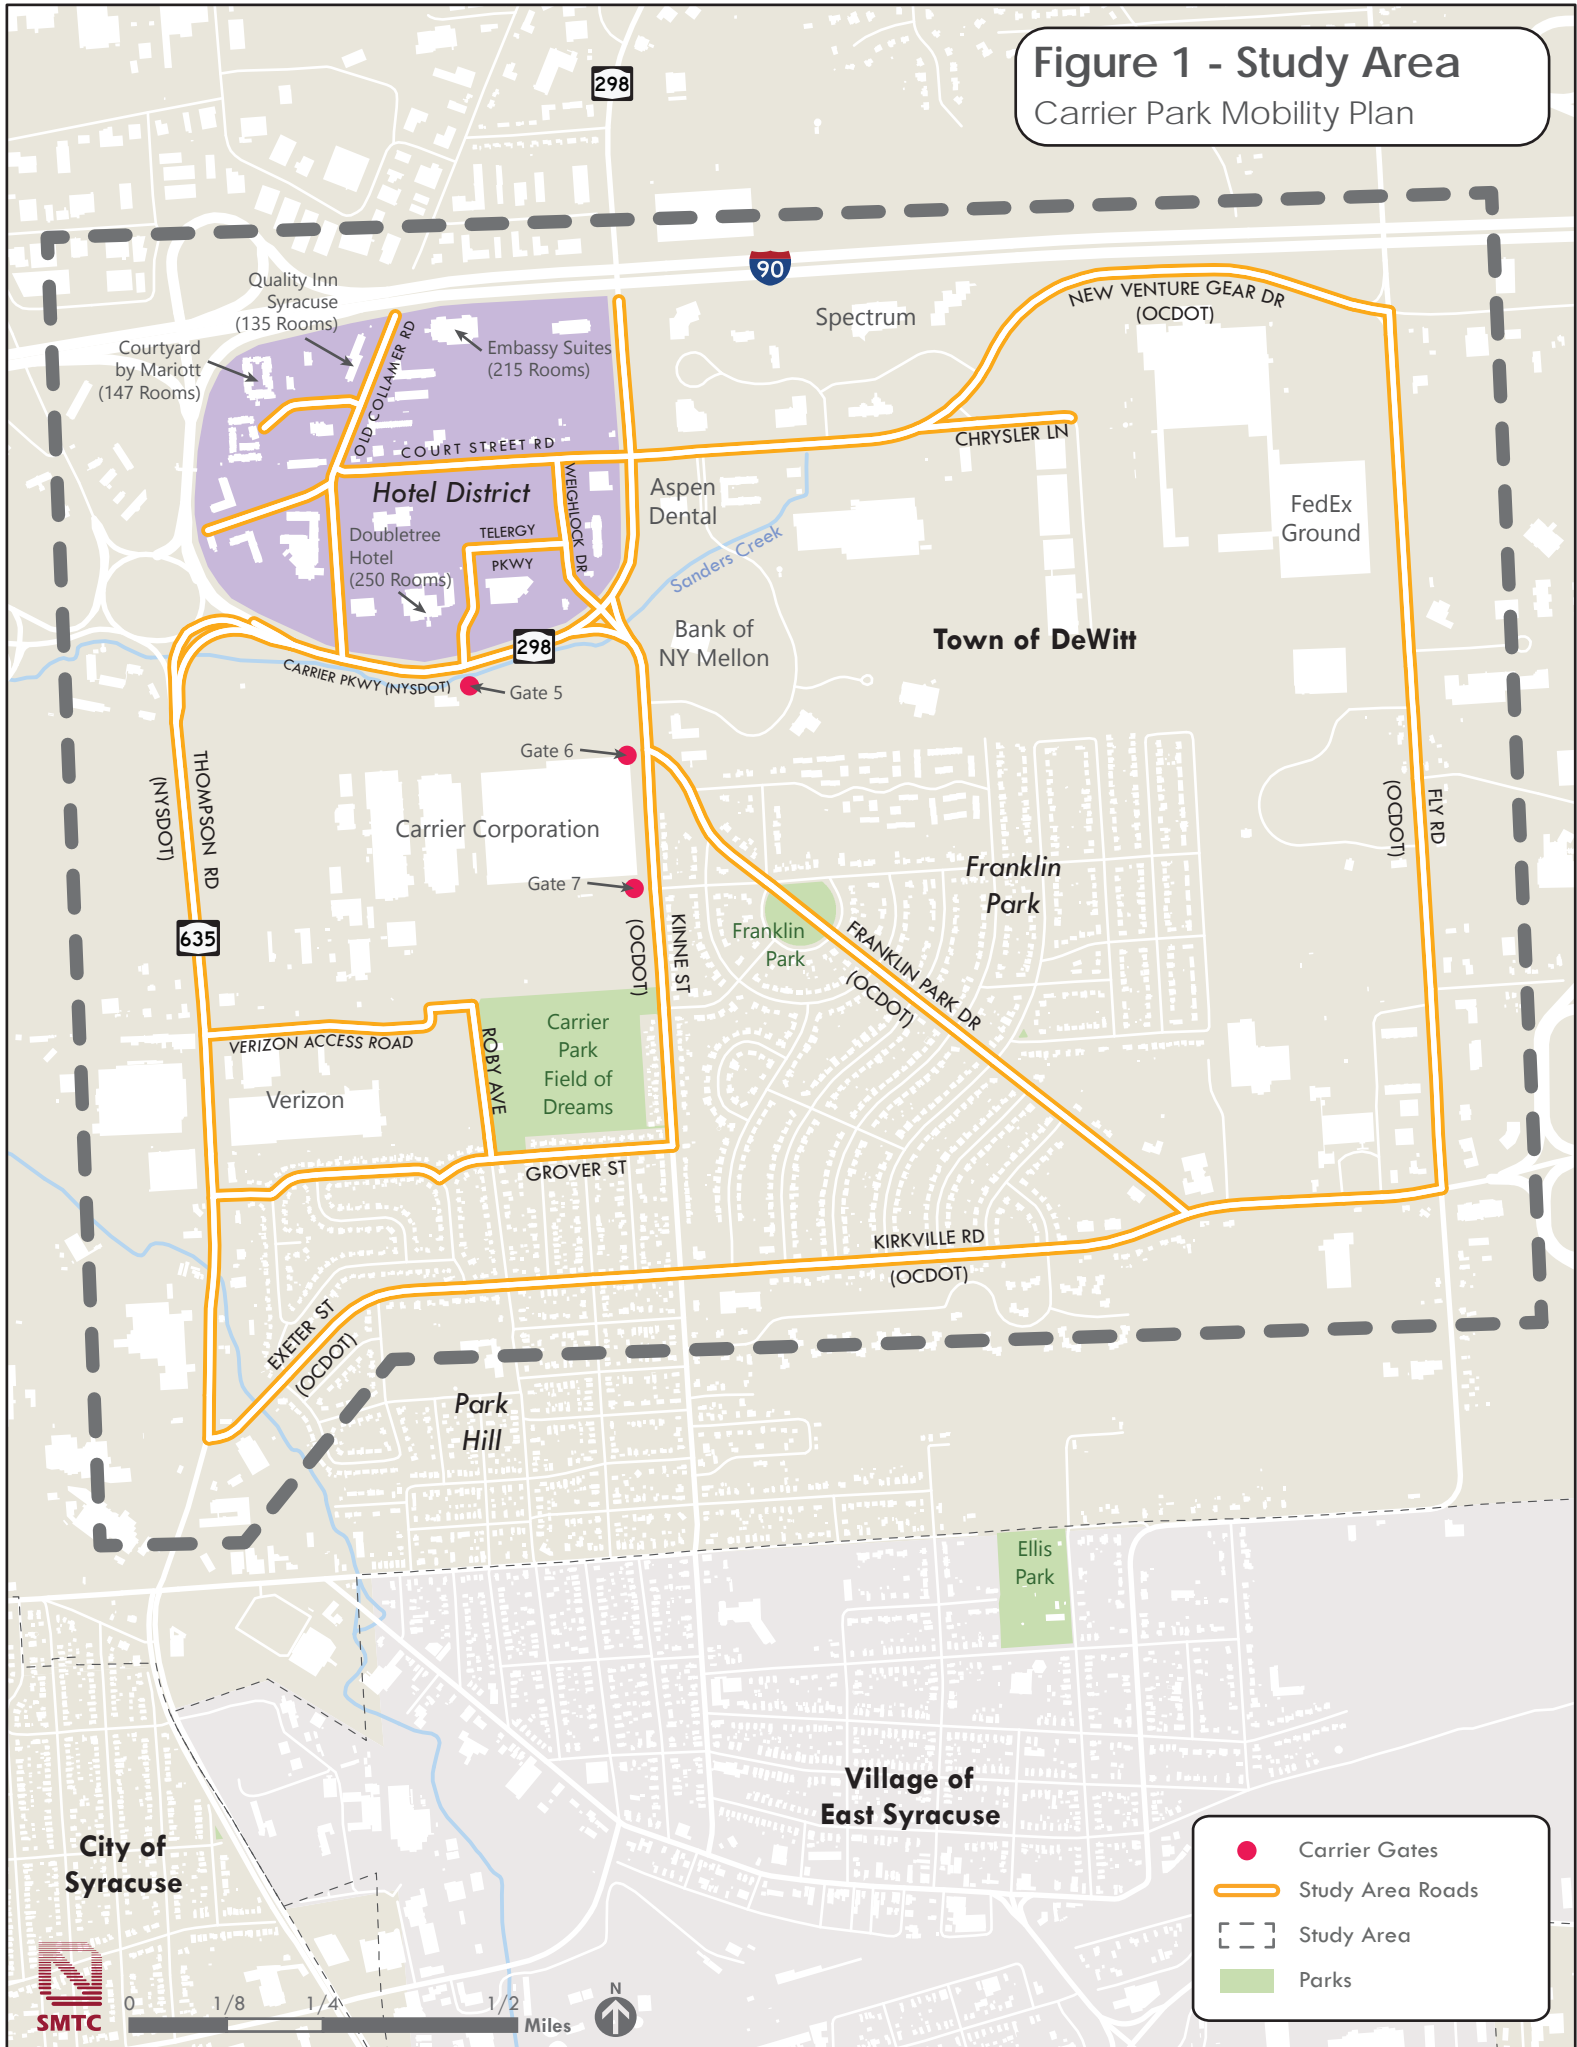 Figure 1 - Study Area
Carrier Park Mobility Plan
298
90
Quality Inn
Syracuse
(135 Rooms)
Courtyard
by Mariott
(147 Rooms)
Embassy Suites
(215 Rooms)
OLD COLLAMER RD
COURT STREET RD
Hotel District
WEIGHLOCK DR
TELERGY
PKWY
Doubletree
Hotel
(250 Rooms)
Spectrum
NEW VENTURE GEAR DR
(OCDOT)
CHRYSLER LN
Aspen
Dental
Sanders Creek
FedEx
Ground
Bank of
NY Mellon
Town of DeWitt
298
CARRIER PKWY (NYSDOT)
Gate 5
Gate 6
Gate 7
THOMPSON RD
(NYSDOT)
635
Carrier Corporation
KINNE ST
(OCDOT)
Franklin
Park
Franklin
Park
FRANKLIN PARK DR
(OCDOT)
FLY RD
(OCDOT)
VERIZON ACCESS ROAD
Verizon
ROBY AVE
Carrier
Park
Field of
Dreams
GROVER ST
KIRKVILLE RD
(OCDOT)
EXETER ST
(OCDOT)
Park
Hill
Ellis
Park
Village of
East Syracuse
City of
Syracuse
Carrier Gates
Study Area Roads
Study Area
Parks
SMTC
0 1/8 1/4 1/2
Miles
N